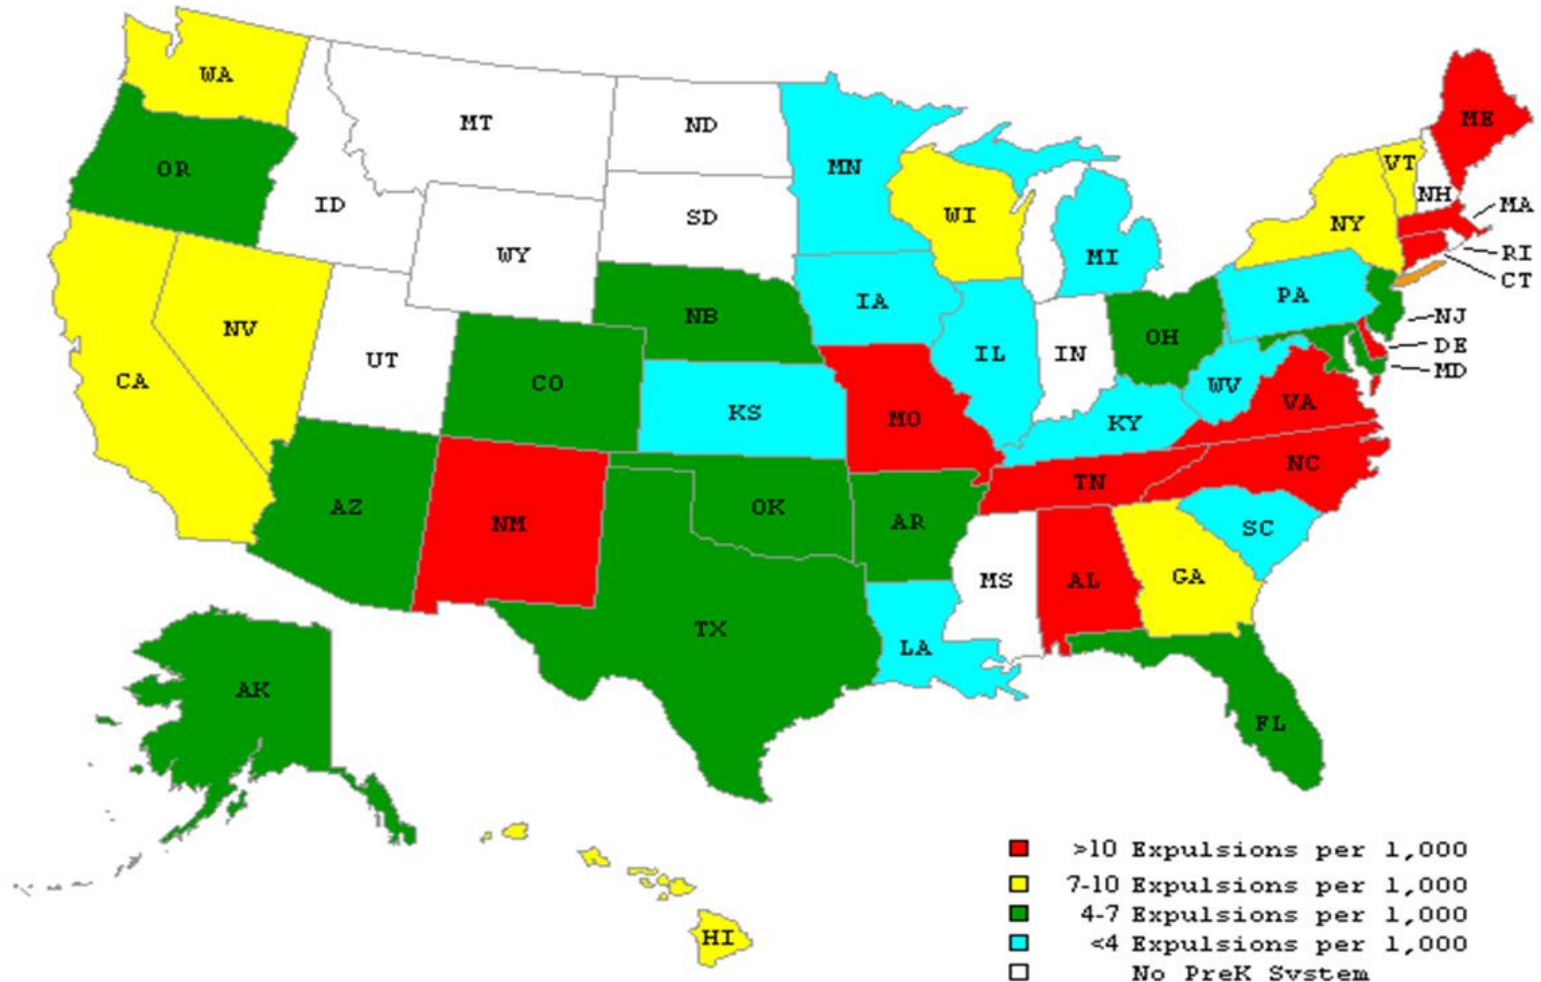 WA
MT
ND
ME
MN
OR
VT
NH
ID
SD
WI
NY
MA
WY
MI
RI
CT
IA
PA
NB
NV
NJ
OH
DE
UT
IL
IN
MD
CA
CO
WV
KS
VA
MO
KY
NC
TN
AZ
OK
NM
AR
SC
MS
AL
GA
TX
LA
AK
FL
HI
>10 Expulsions per 1,000
7-10 Expulsions per 1,000
4-7 Expulsions per 1,000
<4 Expulsions per 1,000
No PreK System